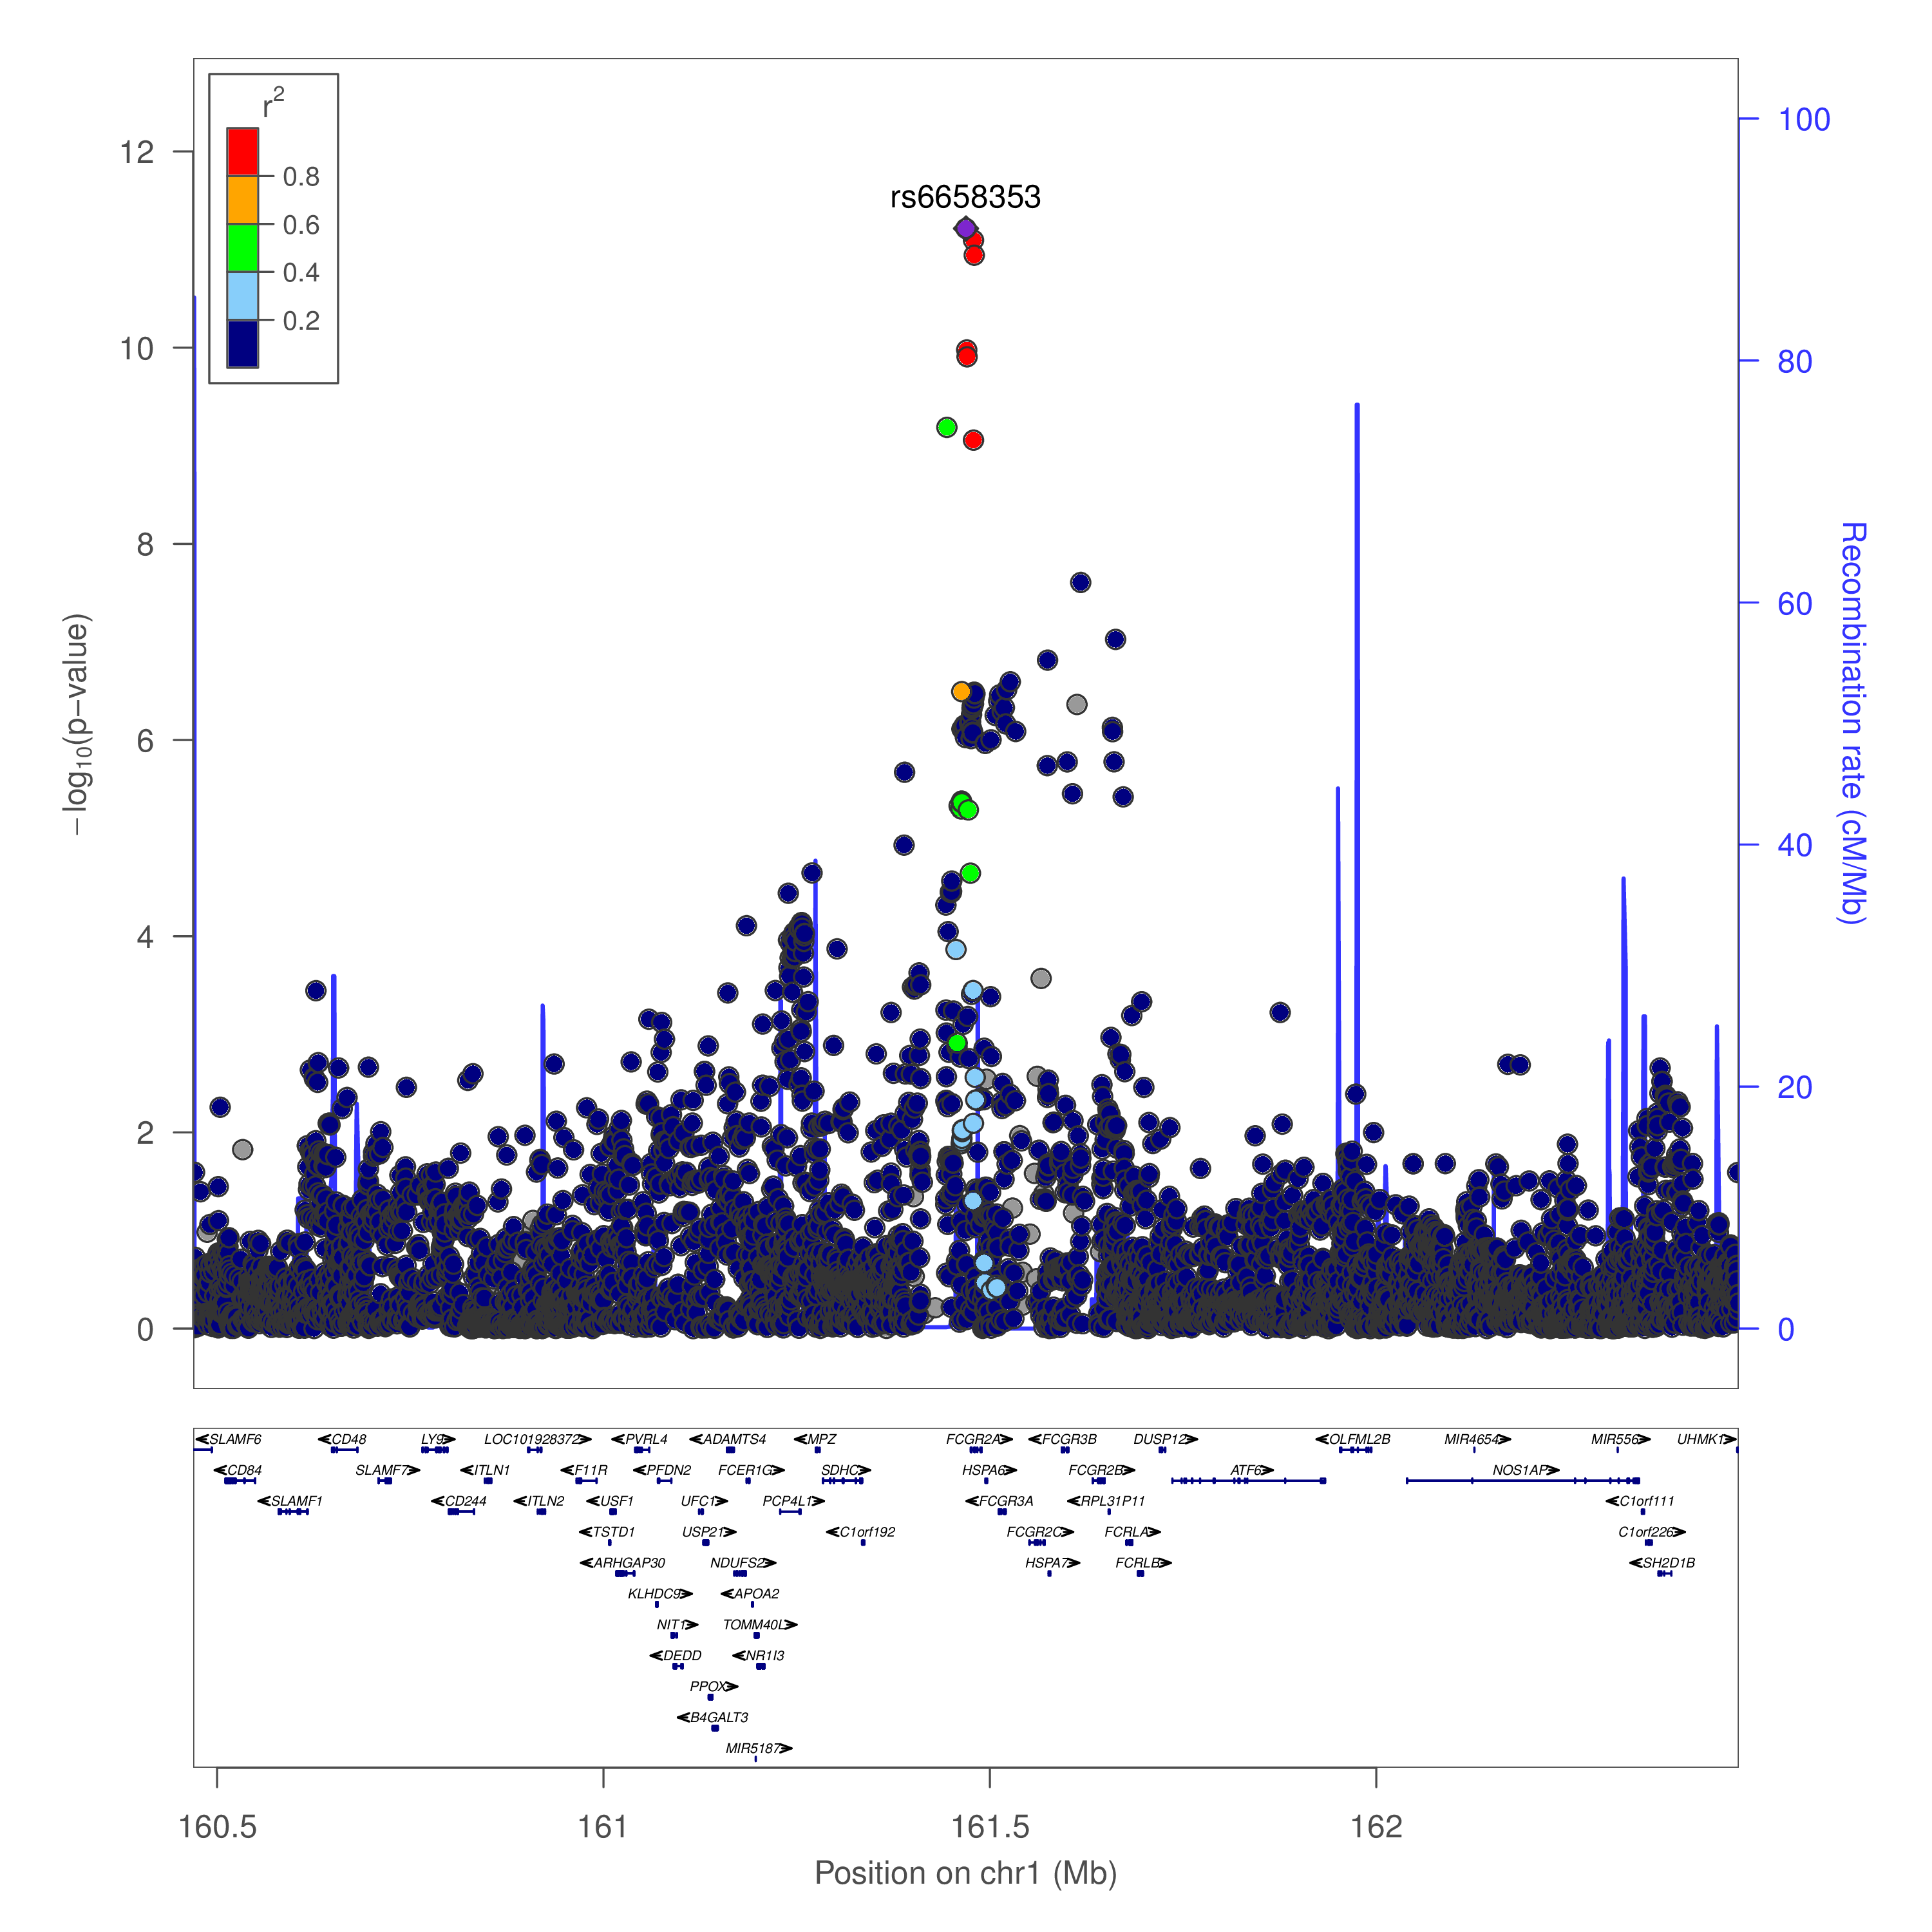 r2
0.8
0.6
0.4
0.2
rs6658353
12
10
8
6
4
2
0
−log10(p−value)
100
80
60
40
20
0
Recombination rate (cM/Mb)
SLAMF6 CD48 LY9 LOC101928372 PVRL4 ADAMTS4 MPZ FCGR2A FCGR3B DUSP12 OLFML2B MIR4654 MIR556 UHMK1
CD84 SLAMF7 ITLN1 F11R PFDN2 FCER1G SDHC HSPA6 FCGR2B ATF6 NOS1AP
SLAMF1 CD244 ITLN2 USF1 UFC1 PCP4L1 FCGR3A RPL31P11 C1orf111
TSTD1 USP21 C1orf192 FCGR2C FCRLA C1orf226
ARHGAP30 NDUFS2 HSPA7 FCRLB SH2D1B
KLHDC9 APOA2
NIT1 TOMM40L
DEDD NR1I3
PPOX
B4GALT3
MIR5187
160.5 161 161.5 162
Position on chr1 (Mb)